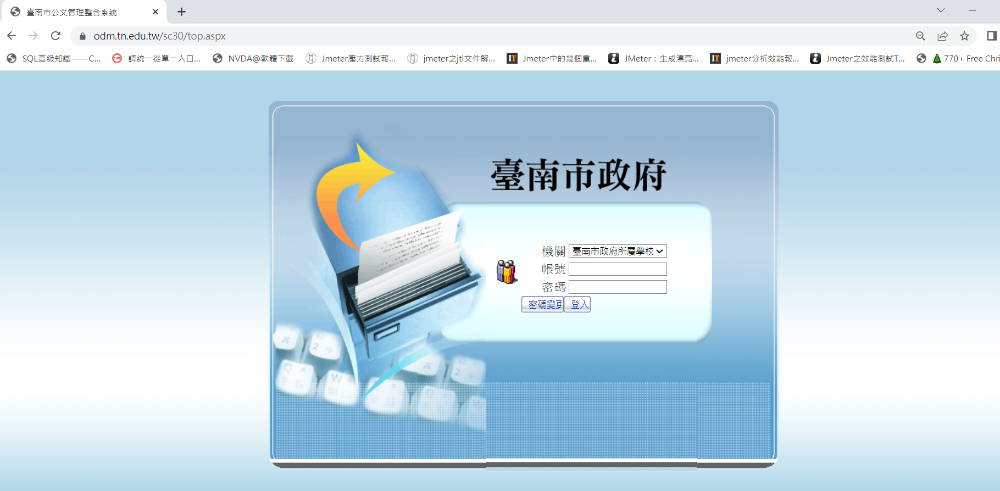 臺南市公文管理整合系統
odm.tn.edu.tw/sc30/top.aspx
SQL高級知識——C... 請統一從單一入口... NVDA@軟體下載 Jmeter壓力測試報... jmeter之jtl文件解... Jmeter中的幾個重... JMeter：生成漂亮... jmeter分析效能報... Jmeter之效能測試T... 770+ Free Chri
臺南市政府
機關 臺南市政府所屬學校
帳號
密碼
密碼變更 登入
2
Q
W
2